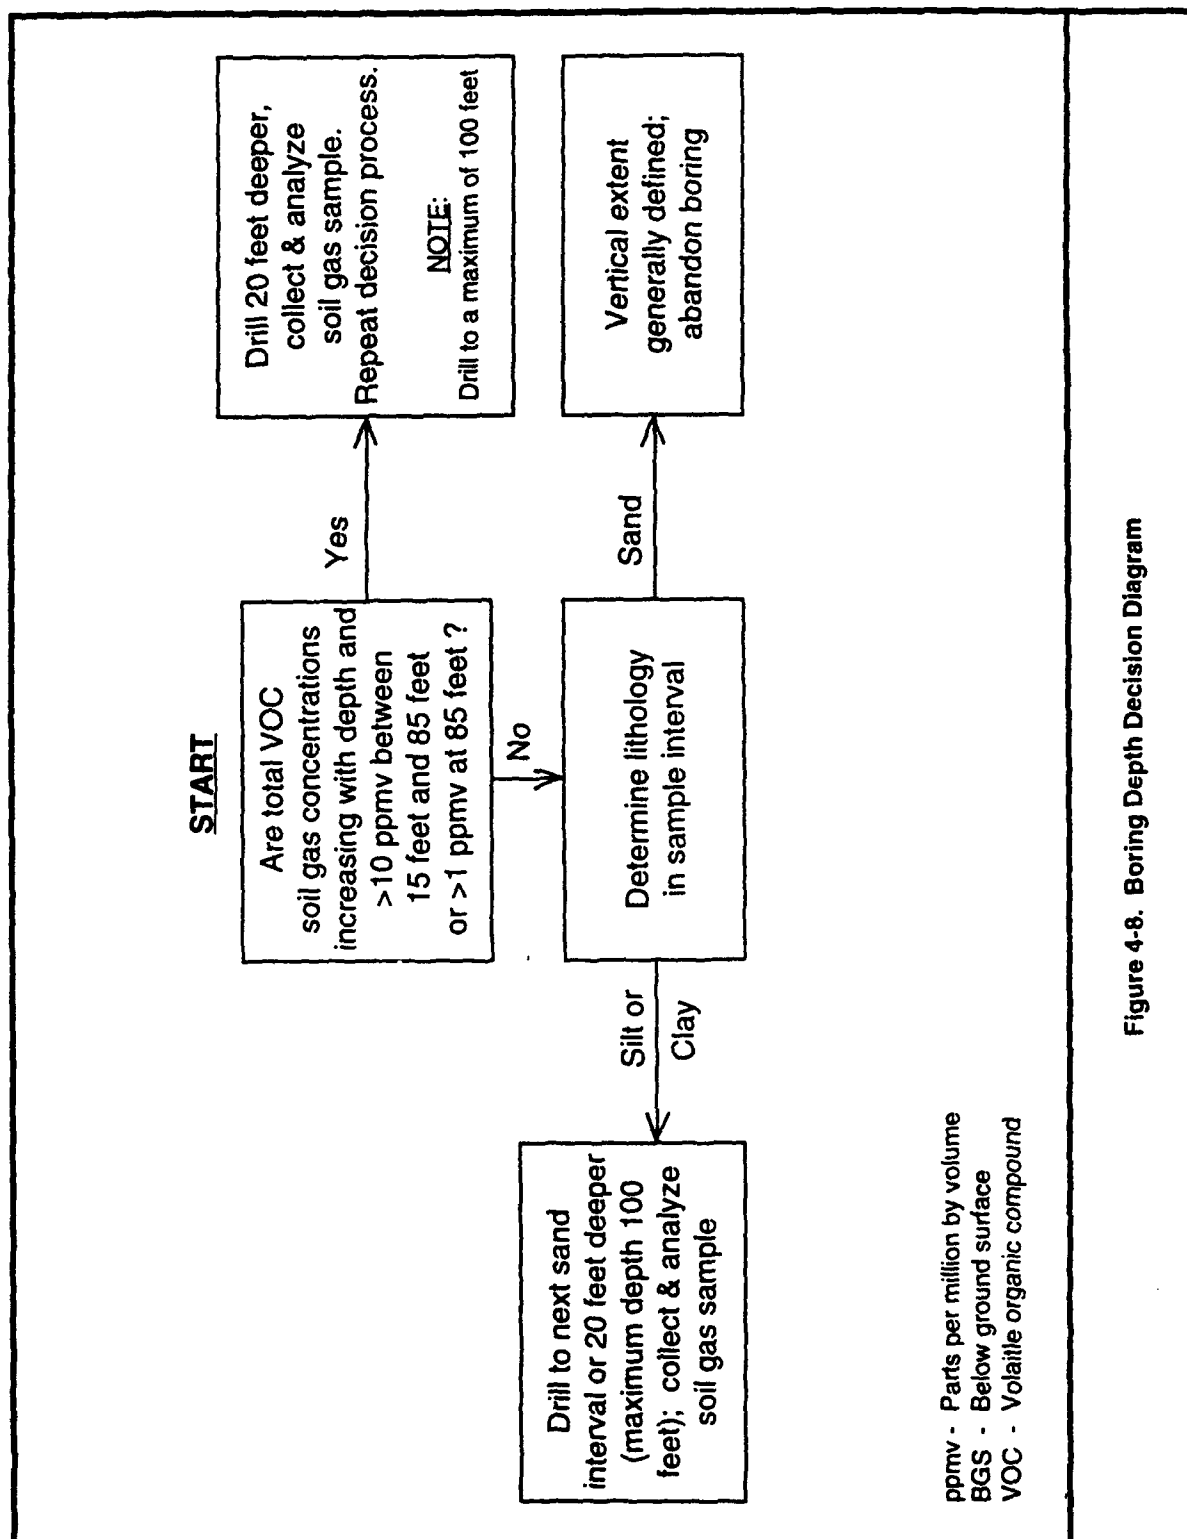 START
Are total VOC
soil gas concentrations
increasing with depth and
>10 ppmv between
15 feet and 85 feet
or >1 ppmv at 85 feet ?
Yes
Drill 20 feet deeper,
collect & analyze
soil gas sample.
Repeat decision process.
NOTE:
Drill to a maximum of 100 feet
No
Determine lithology
in sample interval
Sand
Vertical extent
generally defined;
abandon boring
Silt or
Clay
Drill to next sand
interval or 20 feet deeper
(maximum depth 100
feet); collect & analyze
soil gas sample
ppmv - Parts per million by volume
BGS - Below ground surface
VOC - Volaitle organic compound
Figure 4-8. Boring Depth Decision Diagram